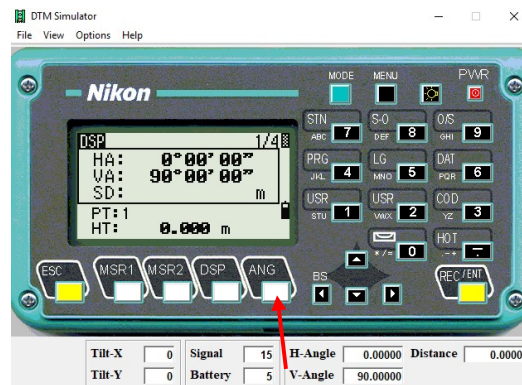 DTM Simulator
File View Options Help
Nikon
MODE MENU PWR
DSP 1/4
HA: 0°00'00"
VA: 90°00'00"
SD: m
PT:1
HT: 0.000 m
STN ABC 7
S-O DEF 8
O/S GHI 9
PRG JKL 4
LG MNO 5
DAT PQR 6
USR STU 1
USR VWX 2
COD YZ 3
*/= 0
HOT .-+
BS
ESC MSR1 MSR2 DSP ANG REC/ENT
Tilt-X 0 Signal 15 H-Angle 0.00000 Distance 0.0000
Tilt-Y 0 Battery 5 V-Angle 90.00000